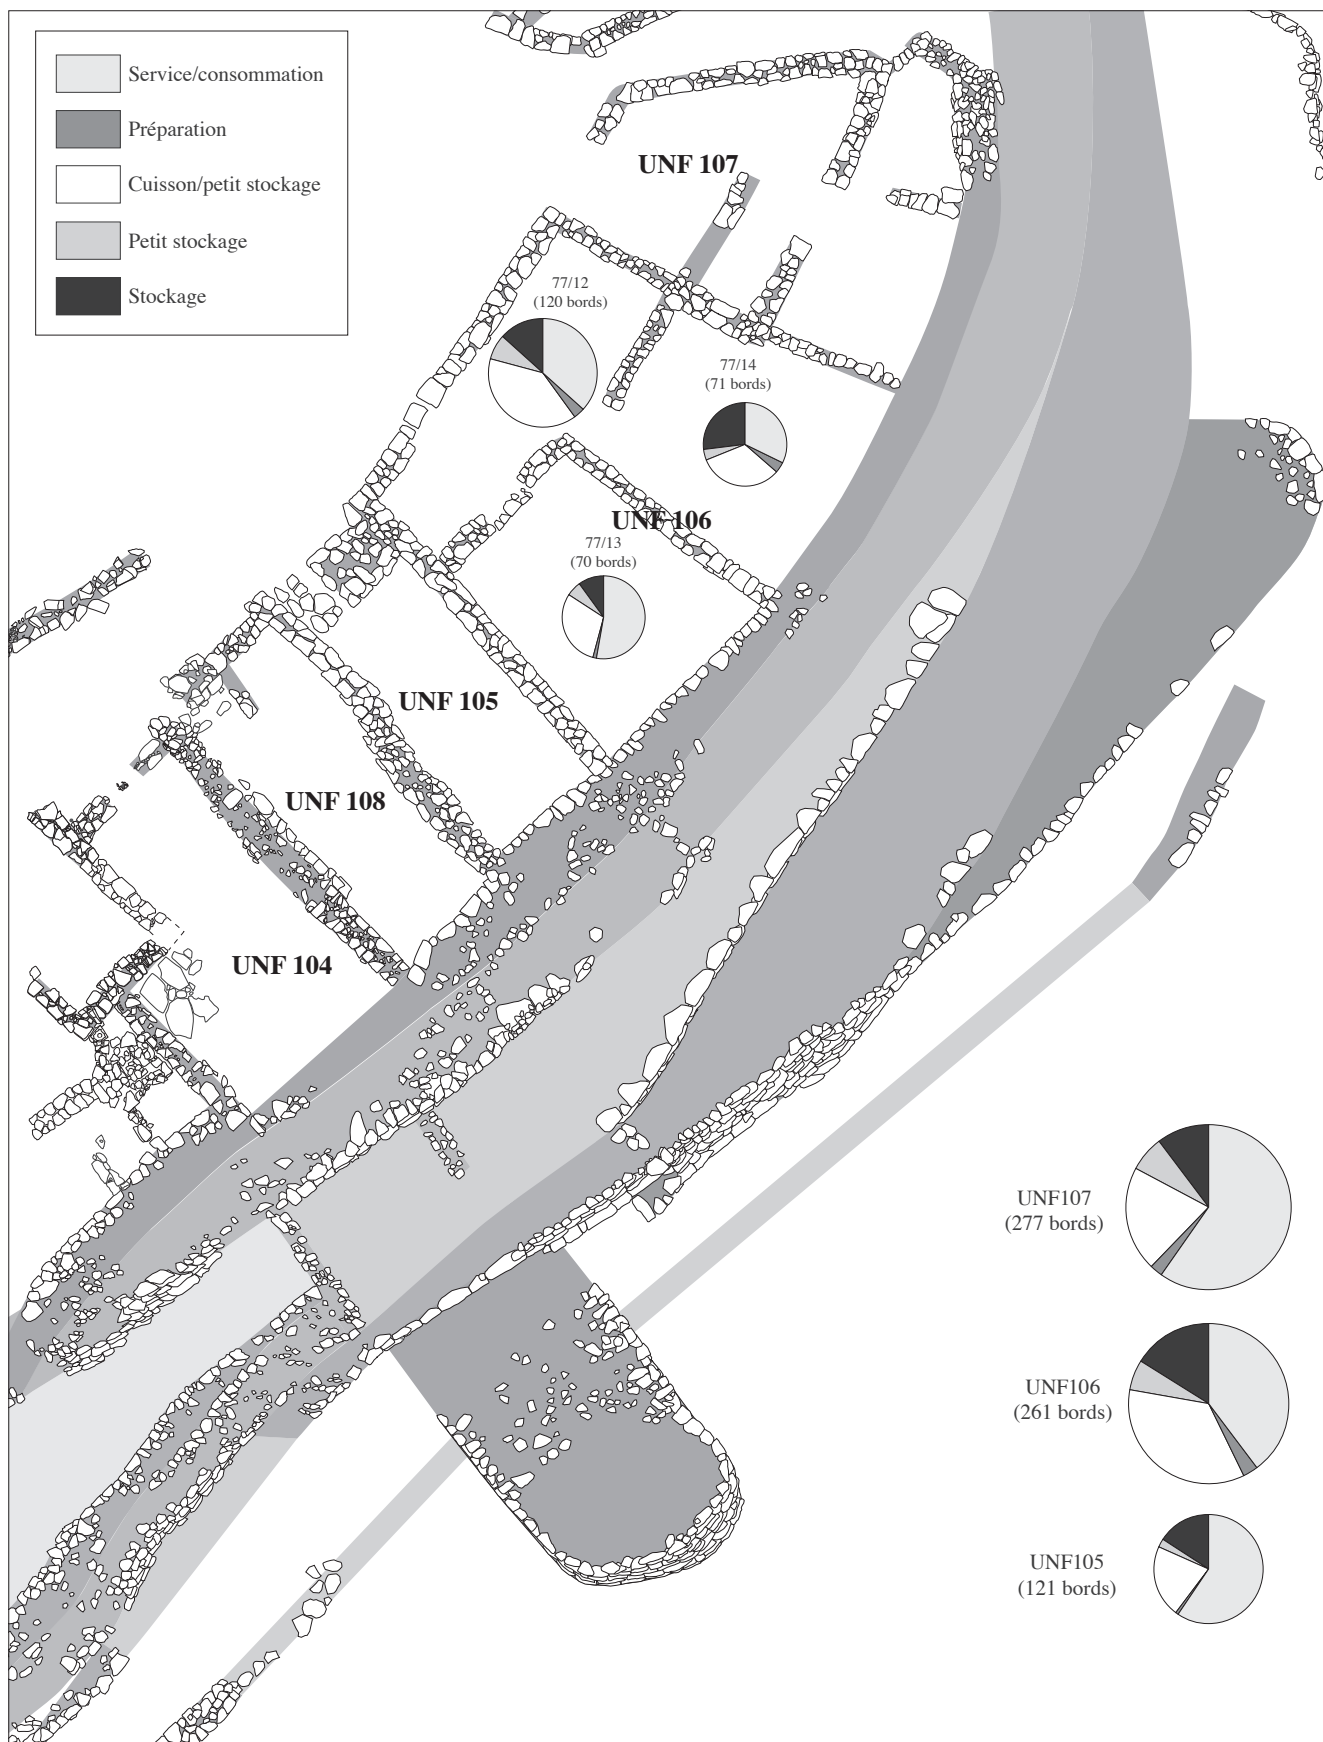 Service/consommation
Préparation
Cuisson/petit stockage
Petit stockage
Stockage
UNF 107
77/12
(120 bords)
77/14
(71 bords)
UNF 106
77/13
(70 bords)
UNF 105
UNF 108
UNF 104
UNF107
(277 bords)
UNF106
(261 bords)
UNF105
(121 bords)